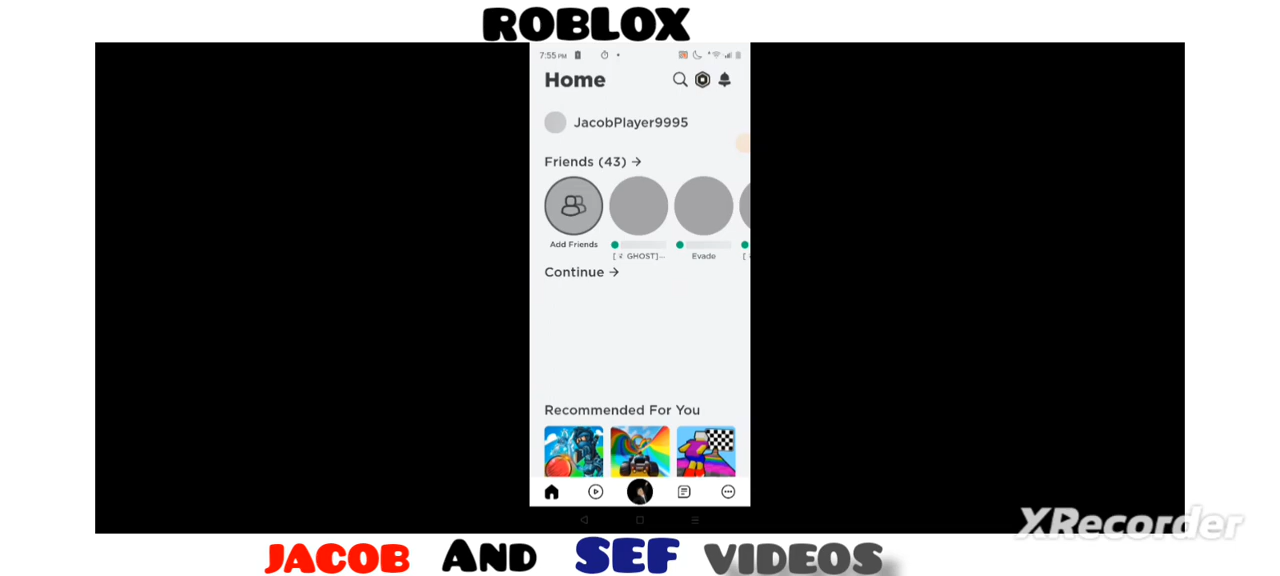 ROBLOX
7:55 PM
Home
JacobPlayer9995
Friends (43) →
Add Friends
GHOST]...
Evade
[
Continue →
Recommended For You
XRecorder
JACOB AND SEF VIDEOS